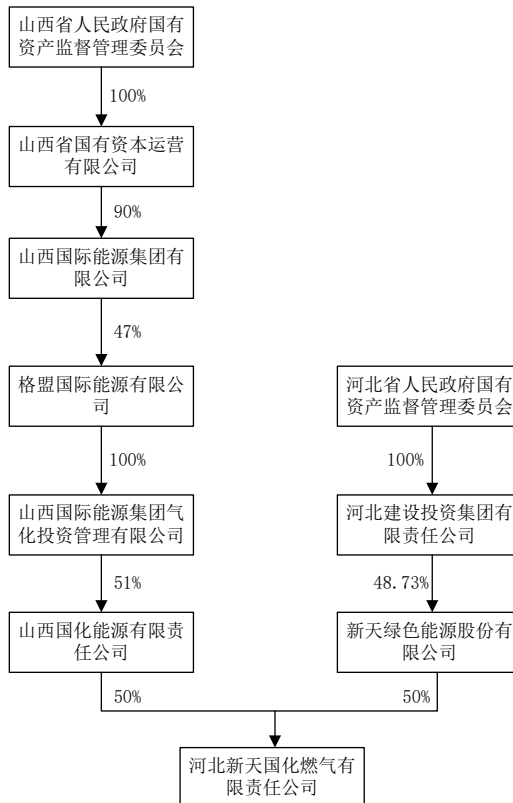 山西省人民政府国有
资产监督管理委员会
100%
山西省国有资本运营
有限公司
90%
山西国际能源集团有
限公司
47%
格盟国际能源有限公
司
100%
山西国际能源集团气
化投资管理有限公司
51%
山西国化能源有限责
任公司
50%
河北省人民政府国有
资产监督管理委员会
100%
河北建设投资集团有
限责任公司
48.73%
新天绿色能源股份有
限公司
50%
河北新天国化燃气有
限责任公司